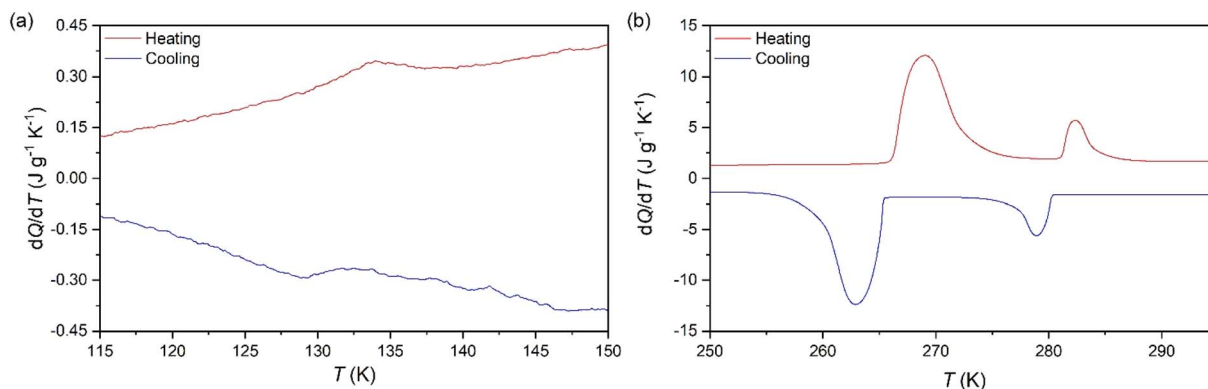 (a)
Heating
Cooling
0.45
0.30
0.15
0.00
-0.15
-0.30
-0.45
dQ/dT (J g⁻¹ K⁻¹)
115 120 125 130 135 140 145 150
T (K)
(b)
Heating
Cooling
15
10
5
0
-5
-10
-15
dQ/dT (J g⁻¹ K⁻¹)
250 260 270 280 290
T (K)